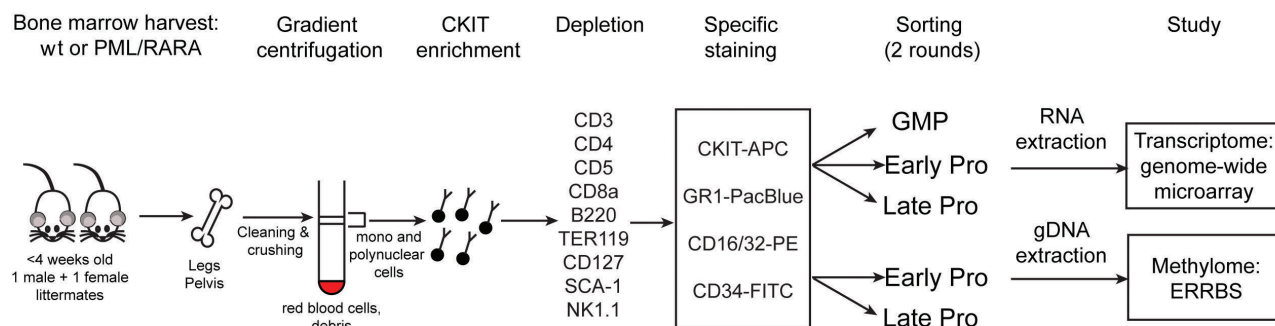 Bone marrow harvest:
wt or PML/RARA
Gradient
centrifugation
CKIT
enrichment
Depletion
Specific
staining
Sorting
(2 rounds)
Study
<4 weeks old
1 male + 1 female
littermates
Legs
Pelvis
Cleaning &
crushing
mono and
polynuclear
cells
red blood cells,
debris
CD3
CD4
CD5
CD8a
B220
TER119
CD127
SCA-1
NK1.1
CKIT-APC
GR1-PacBlue
CD16/32-PE
CD34-FITC
GMP
Early Pro
Late Pro
Early Pro
Late Pro
RNA
extraction
gDNA
extraction
Transcriptome:
genome-wide
microarray
Methylome:
ERRBS